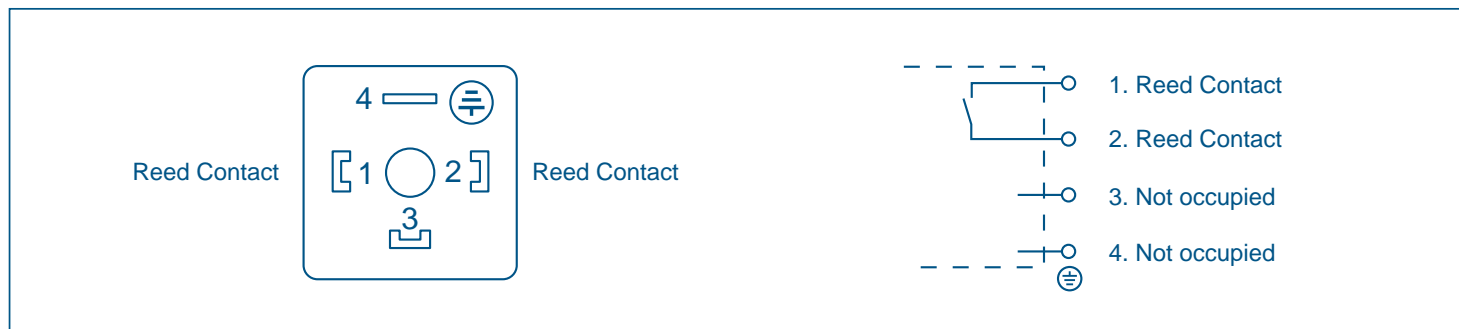 4
Reed Contact
1
2
Reed Contact
3
1. Reed Contact
2. Reed Contact
3. Not occupied
4. Not occupied